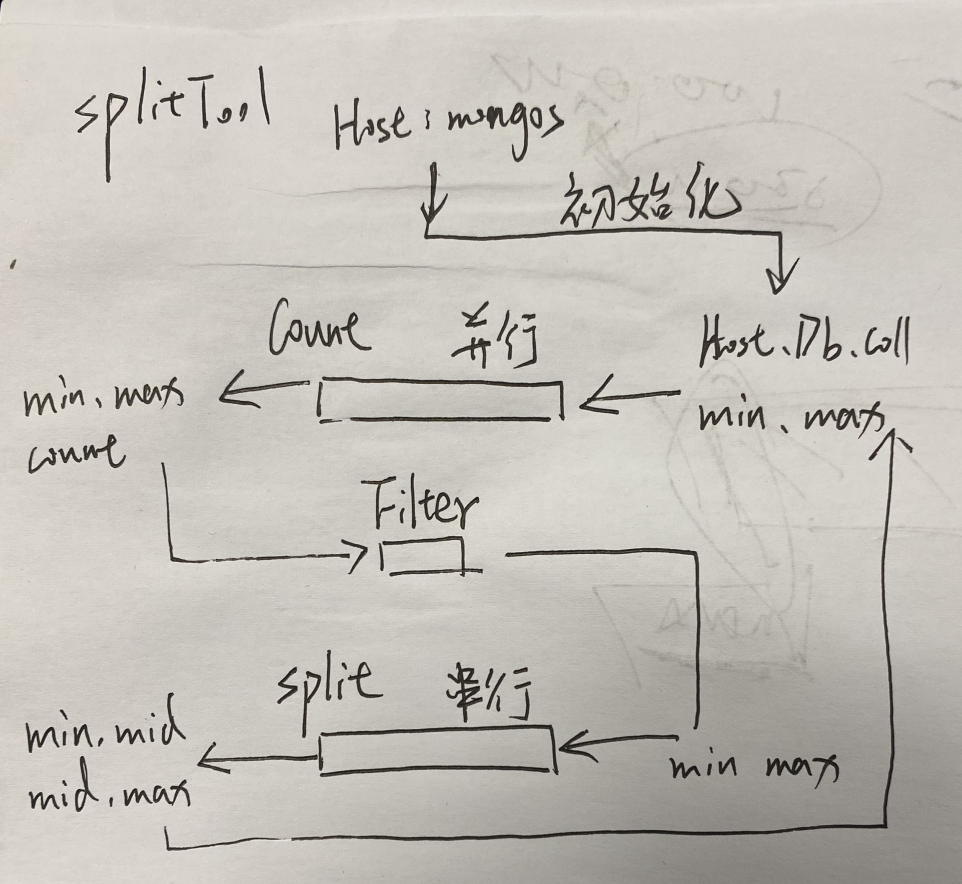 splitTool
Host: mongos
初始化
Count 并行
Host.Db.coll
min. max
min. max
count
Filter
split 串行
min. mid
mid. max
min max